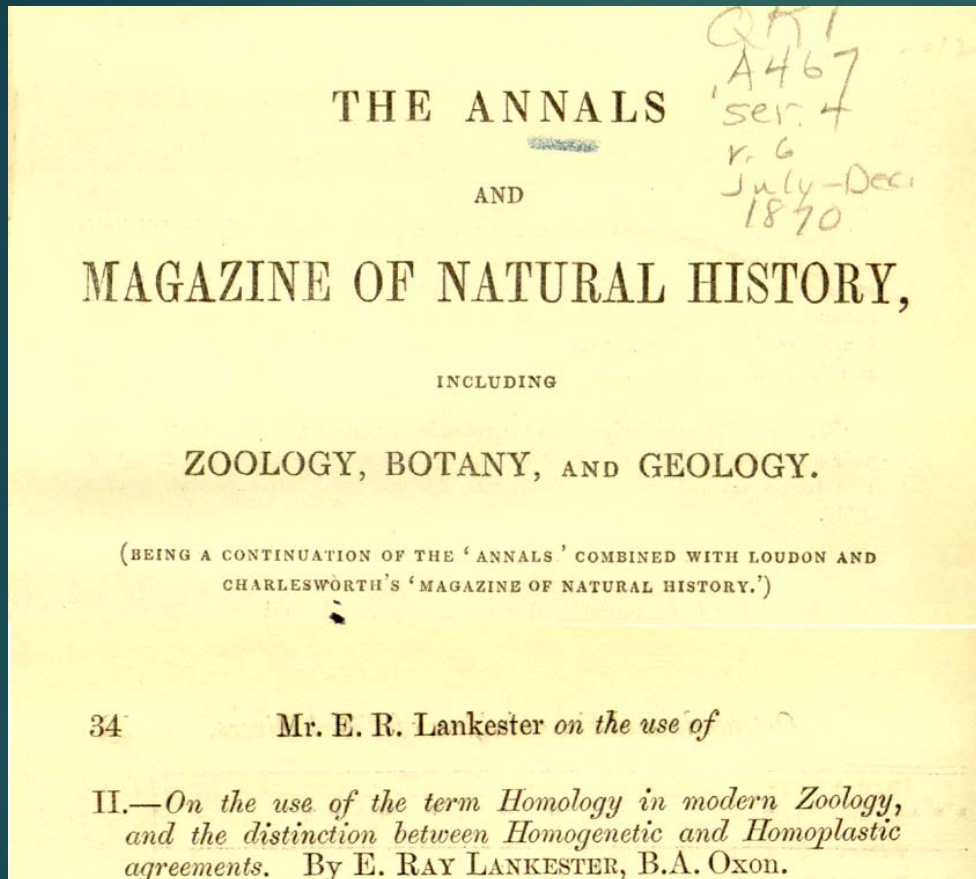 QK1
A467
ser. 4
v. 6
July-Dec.
1870
THE ANNALS
AND
MAGAZINE OF NATURAL HISTORY,
INCLUDING
ZOOLOGY, BOTANY, AND GEOLOGY.
(BEING A CONTINUATION OF THE ‘ANNALS’ COMBINED WITH LOUDON AND
CHARLESWORTH'S ‘MAGAZINE OF NATURAL HISTORY.’)
34 Mr. E. R. Lankester on the use of
II.—On the use of the term Homology in modern Zoology,
and the distinction between Homogenetic and Homoplastic
agreements. By E. RAY LANKESTER, B.A. Oxon.